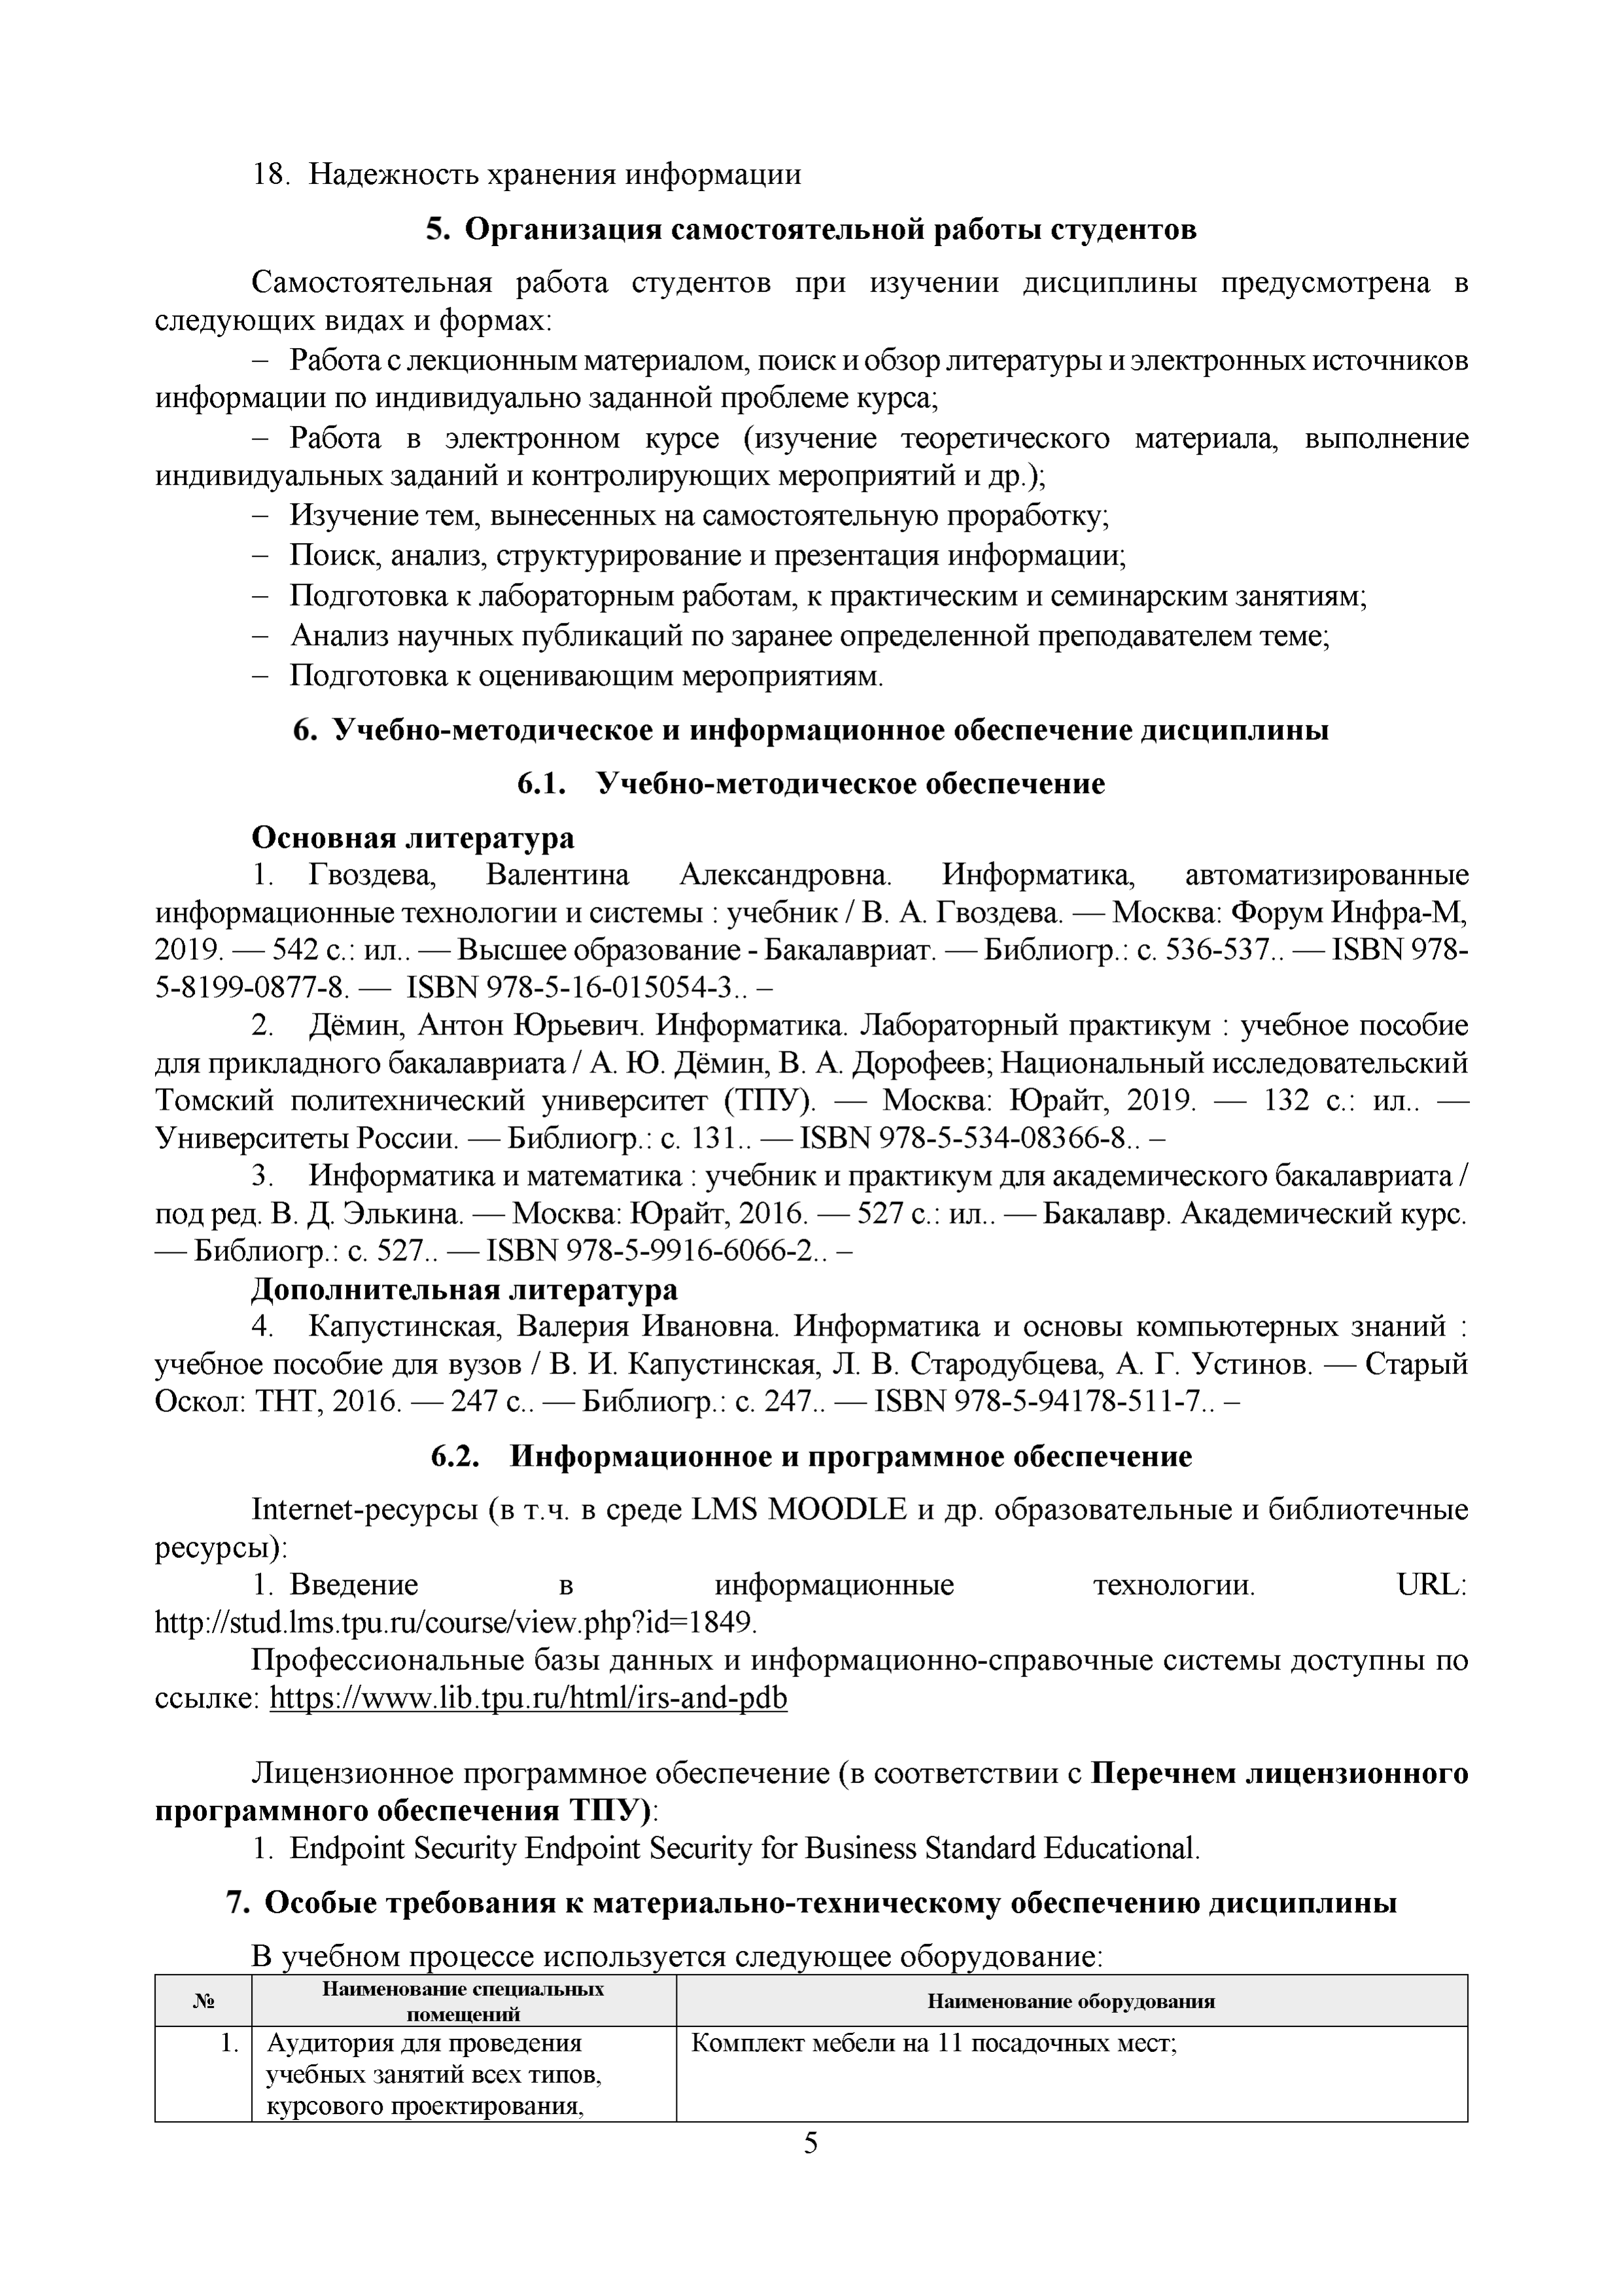 18. Надежность хранения информации
5. Организация самостоятельной работы студентов
Самостоятельная работа студентов при изучении дисциплины предусмотрена в
следующих видах и формах:
– Работа с лекционным материалом, поиск и обзор литературы и электронных источников
информации по индивидуально заданной проблеме курса;
– Работа в электронном курсе (изучение теоретического материала, выполнение
индивидуальных заданий и контролирующих мероприятий и др.);
– Изучение тем, вынесенных на самостоятельную проработку;
– Поиск, анализ, структурирование и презентация информации;
– Подготовка к лабораторным работам, к практическим и семинарским занятиям;
– Анализ научных публикаций по заранее определенной преподавателем теме;
– Подготовка к оценивающим мероприятиям.
6. Учебно-методическое и информационное обеспечение дисциплины
6.1. Учебно-методическое обеспечение
Основная литература
1. Гвоздева, Валентина Александровна. Информатика, автоматизированные
информационные технологии и системы : учебник / В. А. Гвоздева. — Москва: Форум Инфра-М,
2019. — 542 с.: ил.. — Высшее образование - Бакалавриат. — Библиогр.: с. 536-537.. — ISBN 978-
5-8199-0877-8. — ISBN 978-5-16-015054-3.. –
2. Дёмин, Антон Юрьевич. Информатика. Лабораторный практикум : учебное пособие
для прикладного бакалавриата / А. Ю. Дёмин, В. А. Дорофеев; Национальный исследовательский
Томский политехнический университет (ТПУ). — Москва: Юрайт, 2019. — 132 с.: ил.. —
Университеты России. — Библиогр.: с. 131.. — ISBN 978-5-534-08366-8.. –
3. Информатика и математика : учебник и практикум для академического бакалавриата /
под ред. В. Д. Элькина. — Москва: Юрайт, 2016. — 527 с.: ил.. — Бакалавр. Академический курс.
— Библиогр.: с. 527.. — ISBN 978-5-9916-6066-2.. –
Дополнительная литература
4. Капустинская, Валерия Ивановна. Информатика и основы компьютерных знаний :
учебное пособие для вузов / В. И. Капустинская, Л. В. Стародубцева, А. Г. Устинов. — Старый
Оскол: ТНТ, 2016. — 247 с.. — Библиогр.: с. 247.. — ISBN 978-5-94178-511-7.. –
6.2. Информационное и программное обеспечение
Internet-ресурсы (в т.ч. в среде LMS MOODLE и др. образовательные и библиотечные
ресурсы):
1. Введение в информационные технологии. URL:
http://stud.lms.tpu.ru/course/view.php?id=1849.
Профессиональные базы данных и информационно-справочные системы доступны по
ссылке: https://www.lib.tpu.ru/html/irs-and-pdb
Лицензионное программное обеспечение (в соответствии с Перечнем лицензионного
программного обеспечения ТПУ):
1. Endpoint Security Endpoint Security for Business Standard Educational.
7. Особые требования к материально-техническому обеспечению дисциплины
В учебном процессе используется следующее оборудование:
№ Наименование специальных Наименование оборудования
помещений
1. Аудитория для проведения Комплект мебели на 11 посадочных мест;
учебных занятий всех типов,
курсового проектирования,
5